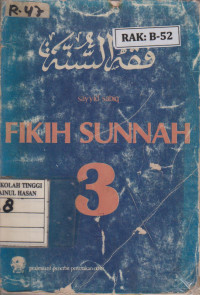 R-47
RAK: B-52
فقه السنة
sayyid sabiq
FIKIH SUNNAH
3
KOLAH TINGGI
AINUL HASAN
8